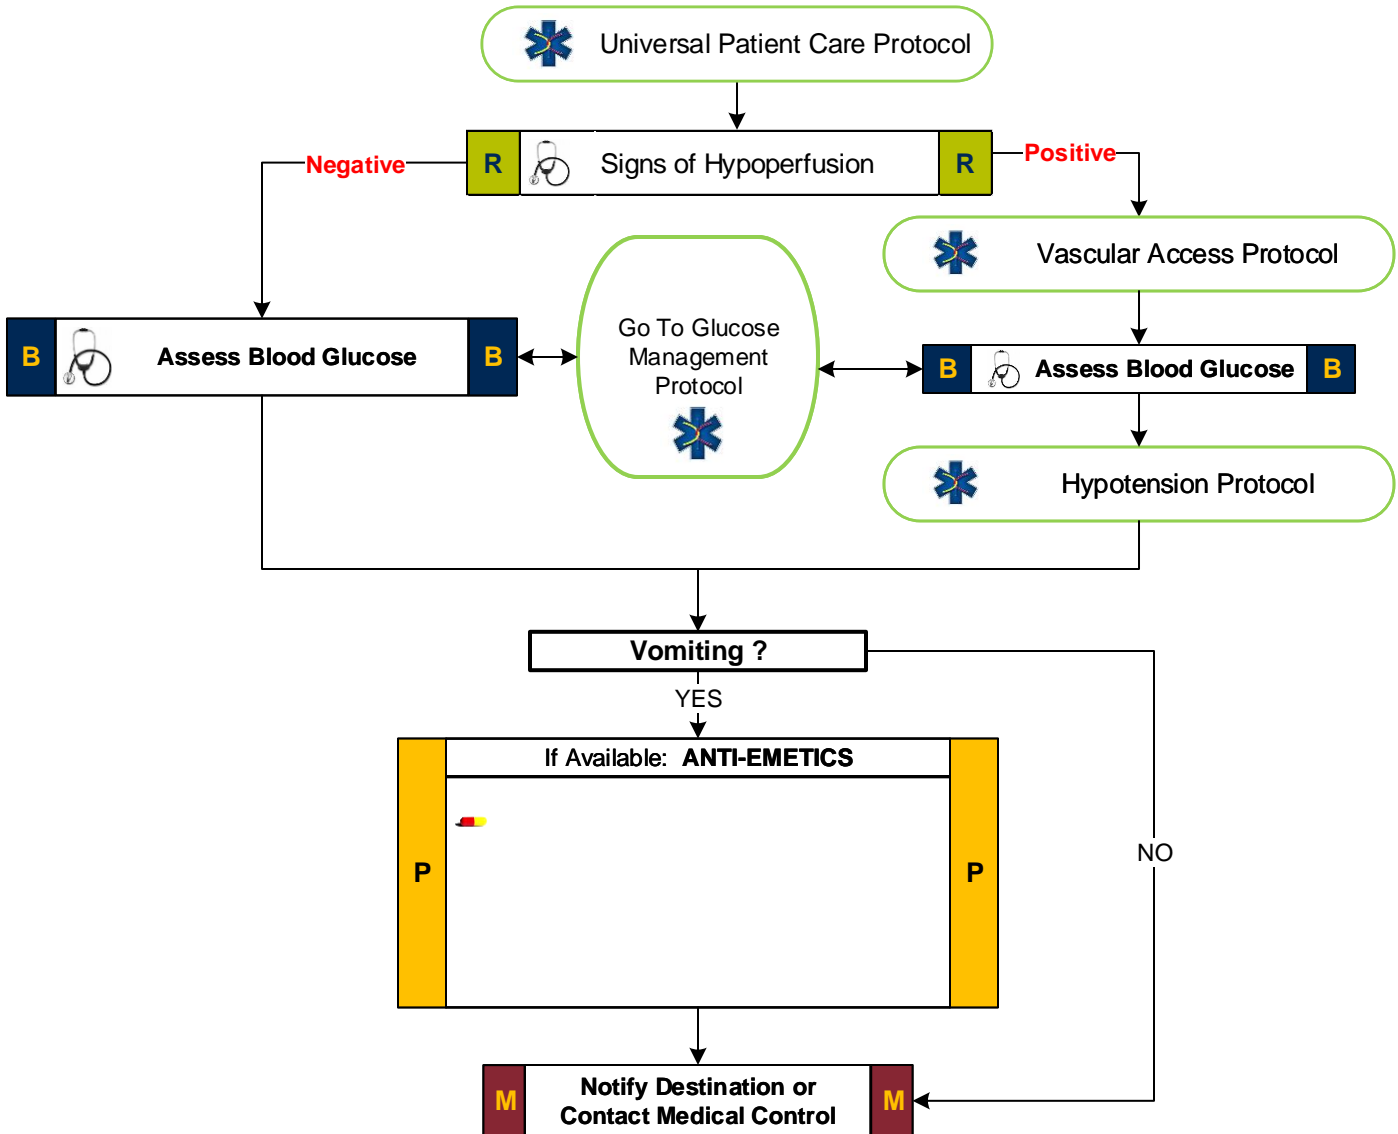 Universal Patient Care Protocol
R Signs of Hypoperfusion R
Negative
Positive
Vascular Access Protocol
B Assess Blood Glucose B
Go To Glucose
Management
Protocol
B Assess Blood Glucose B
Hypotension Protocol
Vomiting ?
YES
NO
If Available: ANTI-EMETICS
P P
M Notify Destination or M
Contact Medical Control